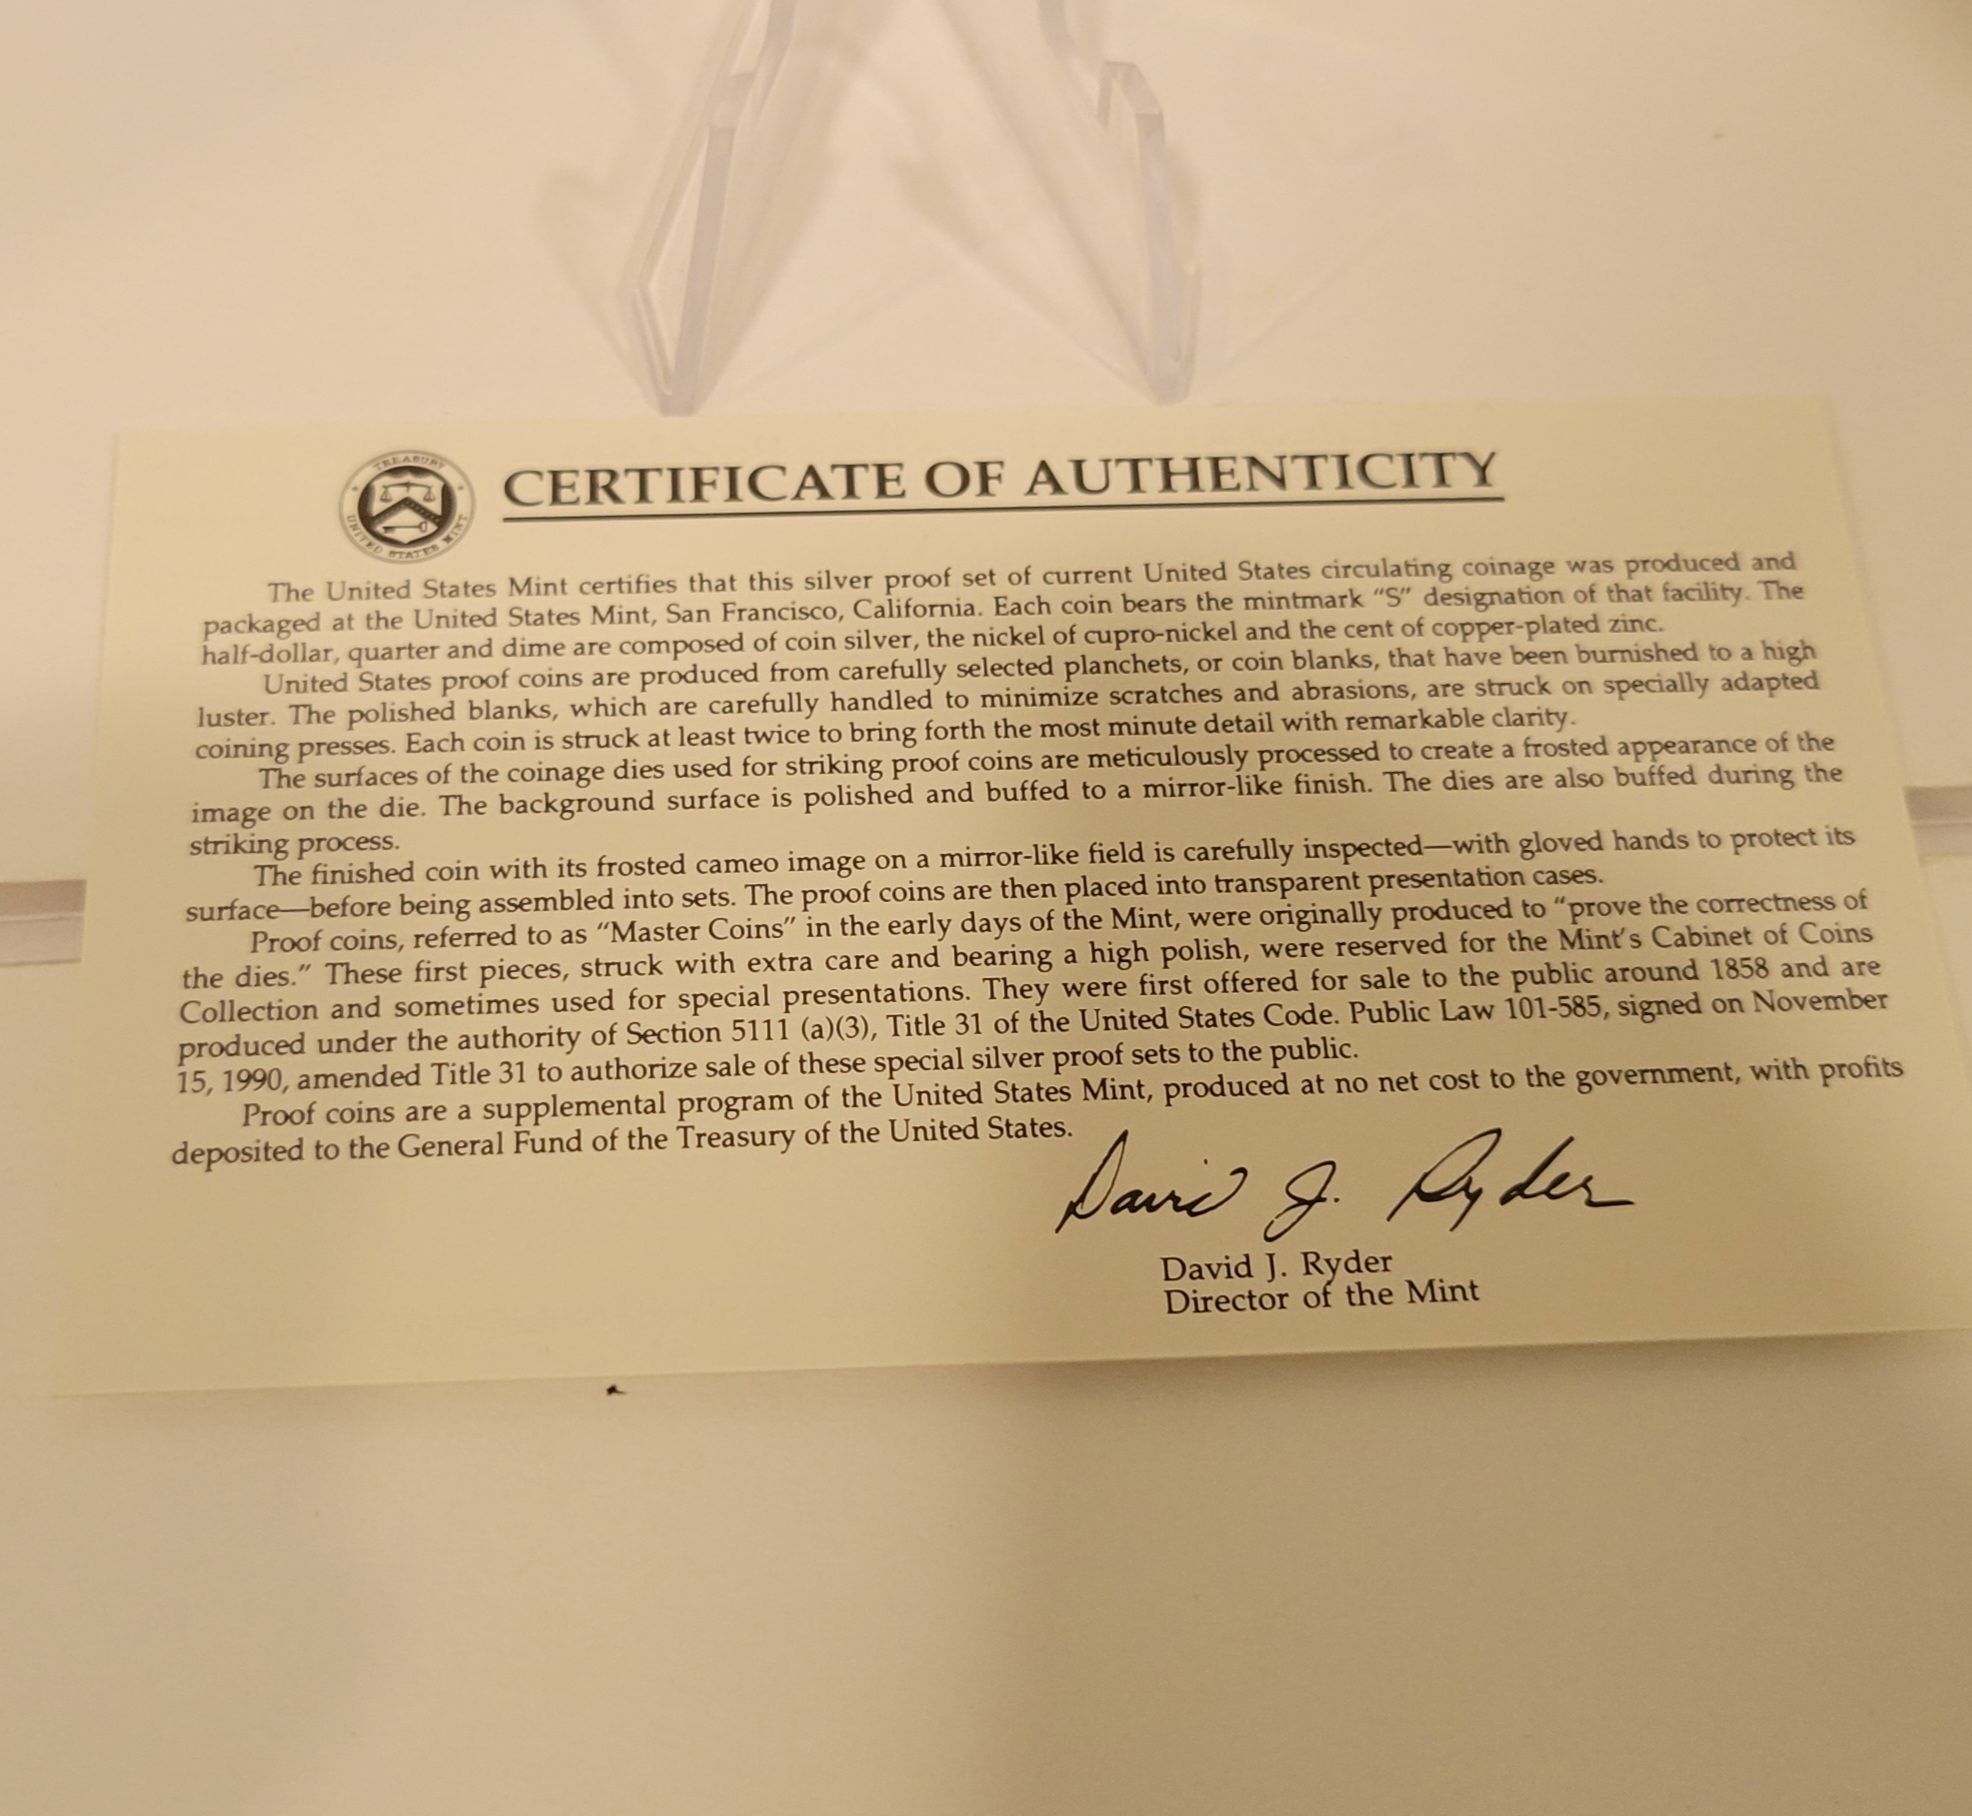 TREASURY
UNITED STATES MINT
CERTIFICATE OF AUTHENTICITY
The United States Mint certifies that this silver proof set of current United States circulating coinage was produced and
packaged at the United States Mint, San Francisco, California. Each coin bears the mintmark “S” designation of that facility. The
half-dollar, quarter and dime are composed of coin silver, the nickel of cupro-nickel and the cent of copper-plated zinc.
United States proof coins are produced from carefully selected planchets, or coin blanks, that have been burnished to a high
luster. The polished blanks, which are carefully handled to minimize scratches and abrasions, are struck on specially adapted
coining presses. Each coin is struck at least twice to bring forth the most minute detail with remarkable clarity.
The surfaces of the coinage dies used for striking proof coins are meticulously processed to create a frosted appearance of the
image on the die. The background surface is polished and buffed to a mirror-like finish. The dies are also buffed during the
striking process.
The finished coin with its frosted cameo image on a mirror-like field is carefully inspected—with gloved hands to protect its
surface—before being assembled into sets. The proof coins are then placed into transparent presentation cases.
Proof coins, referred to as “Master Coins” in the early days of the Mint, were originally produced to “prove the correctness of
the dies.” These first pieces, struck with extra care and bearing a high polish, were reserved for the Mint's Cabinet of Coins
Collection and sometimes used for special presentations. They were first offered for sale to the public around 1858 and are
produced under the authority of Section 5111 (a)(3), Title 31 of the United States Code. Public Law 101-585, signed on November
15, 1990, amended Title 31 to authorize sale of these special silver proof sets to the public.
Proof coins are a supplemental program of the United States Mint, produced at no net cost to the government, with profits
deposited to the General Fund of the Treasury of the United States.
David J. Ryder
David J. Ryder
Director of the Mint